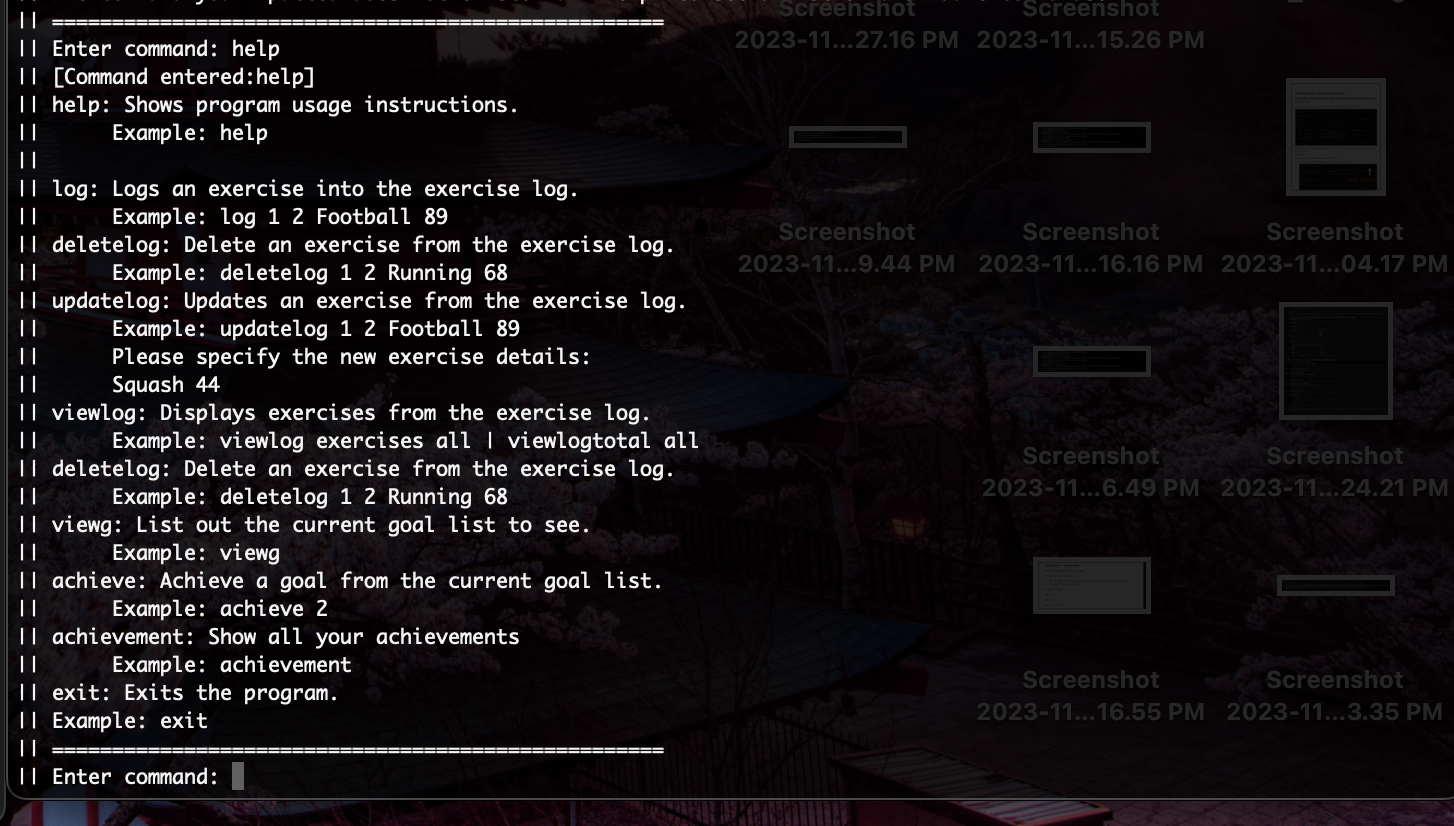 || ===================================================
|| Enter command: help
|| [Command entered:help]
|| help: Shows program usage instructions.
||      Example: help
||
|| log: Logs an exercise into the exercise log.
||      Example: log 1 2 Football 89
|| deletelog: Delete an exercise from the exercise log.
||      Example: deletelog 1 2 Running 68
|| updatelog: Updates an exercise from the exercise log.
||      Example: updatelog 1 2 Football 89
||      Please specify the new exercise details:
||      Squash 44
|| viewlog: Displays exercises from the exercise log.
||      Example: viewlog exercises all | viewlogtotal all
|| deletelog: Delete an exercise from the exercise log.
||      Example: deletelog 1 2 Running 68
|| viewg: List out the current goal list to see.
||      Example: viewg
|| achieve: Achieve a goal from the current goal list.
||      Example: achieve 2
|| achievement: Show all your achievements
||      Example: achievement
|| exit: Exits the program.
|| Example: exit
|| ===================================================
|| Enter command:
Screenshot
2023-11...27.16 PM
Screenshot
2023-11...15.26 PM
Screenshot
2023-11...9.44 PM
Screenshot
2023-11...16.16 PM
Screenshot
2023-11...04.17 PM
Screenshot
2023-11...6.49 PM
Screenshot
2023-11...24.21 PM
Screenshot
2023-11...16.55 PM
Screenshot
2023-11...3.35 PM